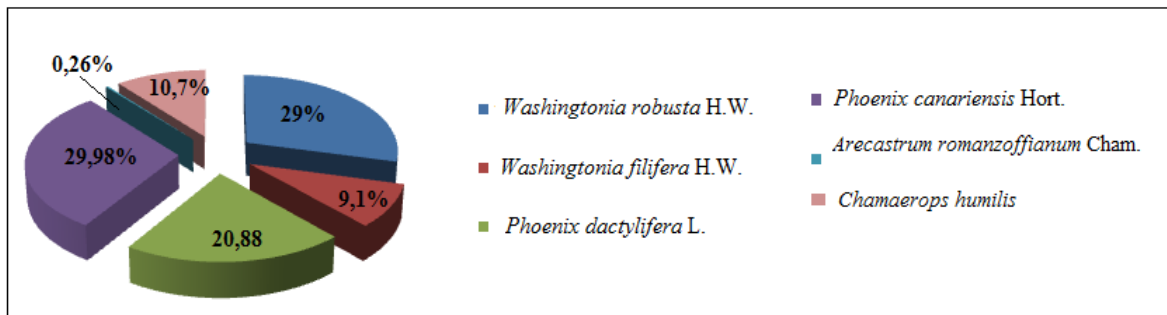 0,26%
10,7%
29%
29,98%
9,1%
20,88
Washingtonia robusta H.W.
Washingtonia filifera H.W.
Phoenix dactylifera L.
Phoenix canariensis Hort.
Arecastrum romanzoffianum Cham.
Chamaerops humilis